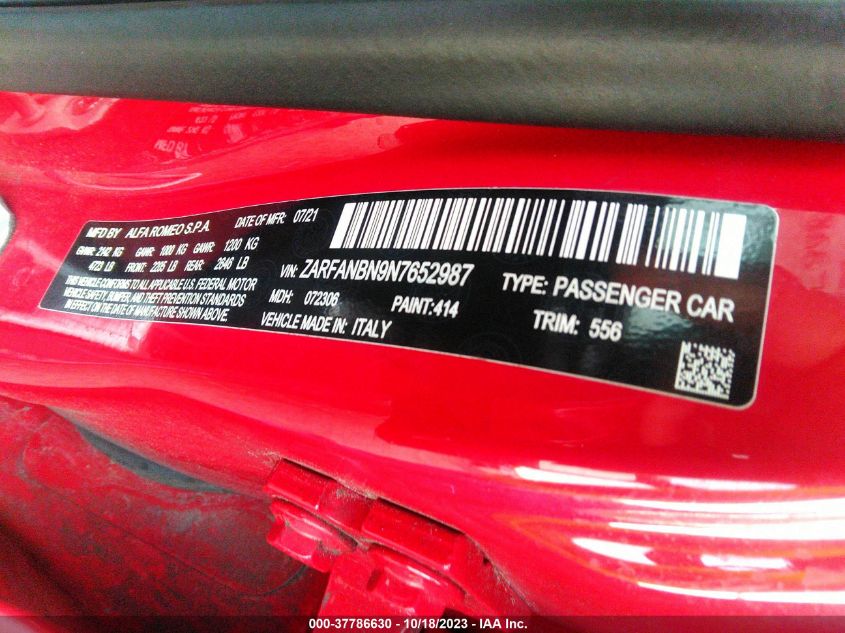 MFD BY ALFA ROMEO S.P.A. DATE OF MFR: 07/21
GVWR: 2142 KG GAWR: 1000 KG GAWR: 1200 KG
4723 LB FRONT: 2205 LB REAR: 2646 LB
THIS VEHICLE CONFORMS TO ALL APPLICABLE U.S. FEDERAL MOTOR
VEHICLE SAFETY, BUMPER, AND THEFT PREVENTION STANDARDS
IN EFFECT ON THE DATE OF MANUFACTURE SHOWN ABOVE.
VIN: ZARFANBN9N7652987
MDH: 072306 PAINT: 414
VEHICLE MADE IN: ITALY
TYPE: PASSENGER CAR
TRIM: 556
000-37786630 - 10/18/2023 - IAA Inc.